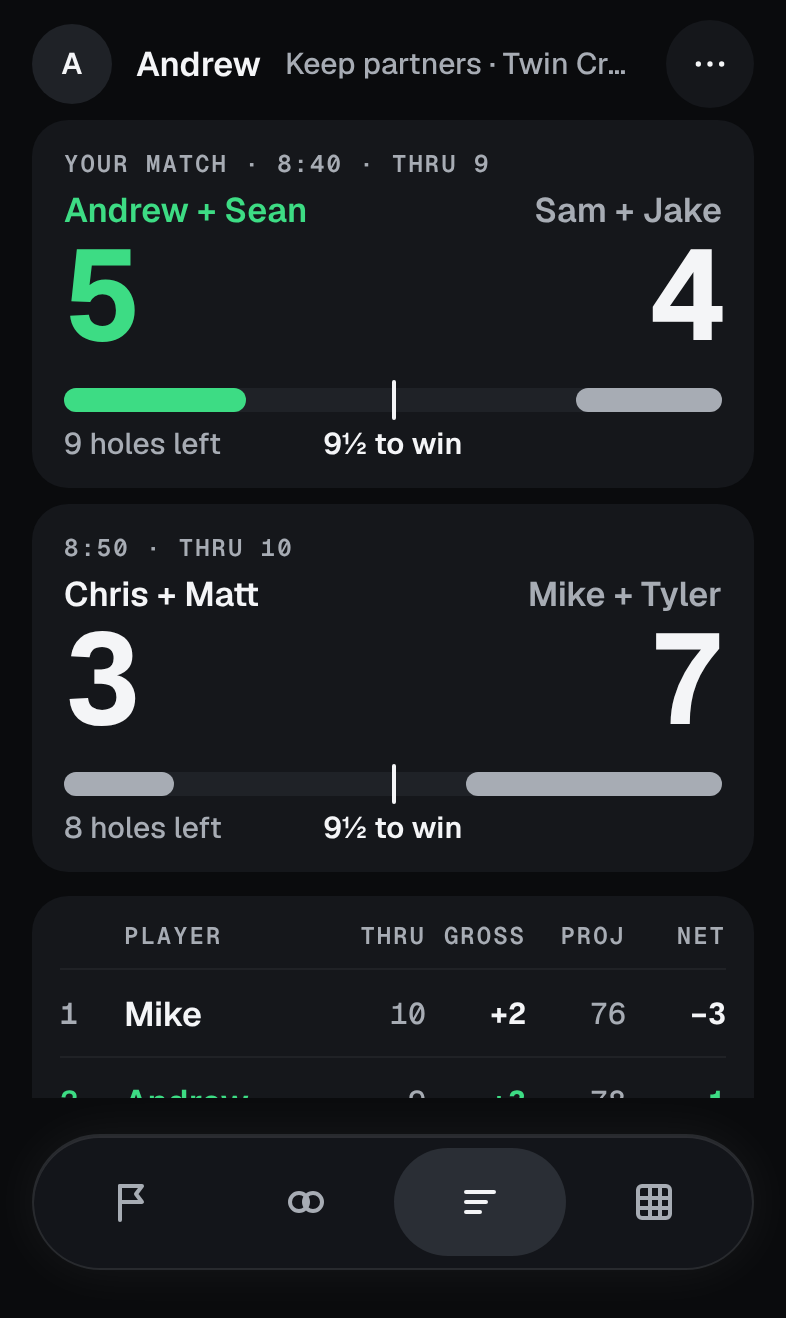 A Andrew Keep partners · Twin Cr...
YOUR MATCH · 8:40 · THRU 9
Andrew + Sean Sam + Jake
5 4
9 holes left 9½ to win
8:50 · THRU 10
Chris + Matt Mike + Tyler
3 7
8 holes left 9½ to win
PLAYER THRU GROSS PROJ NET
1 Mike 10 +2 76 −3
Andrew